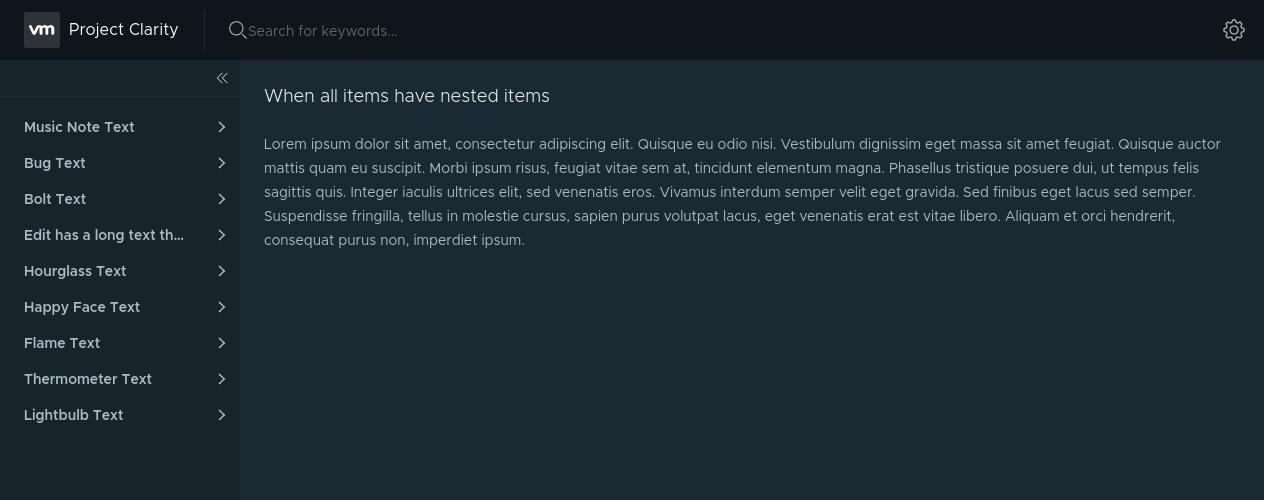 vm Project Clarity Search for keywords...
When all items have nested items
Music Note Text
Bug Text
Bolt Text
Edit has a long text th...
Hourglass Text
Happy Face Text
Flame Text
Thermometer Text
Lightbulb Text
Lorem ipsum dolor sit amet, consectetur adipiscing elit. Quisque eu odio nisi. Vestibulum dignissim eget massa sit amet feugiat. Quisque auctor
mattis quam eu suscipit. Morbi ipsum risus, feugiat vitae sem at, tincidunt elementum magna. Phasellus tristique posuere dui, ut tempus felis
sagittis quis. Integer iaculis ultrices elit, sed venenatis eros. Vivamus interdum semper velit eget gravida. Sed finibus eget lacus sed semper.
Suspendisse fringilla, tellus in molestie cursus, sapien purus volutpat lacus, eget venenatis erat est vitae libero. Aliquam et orci hendrerit,
consequat purus non, imperdiet ipsum.